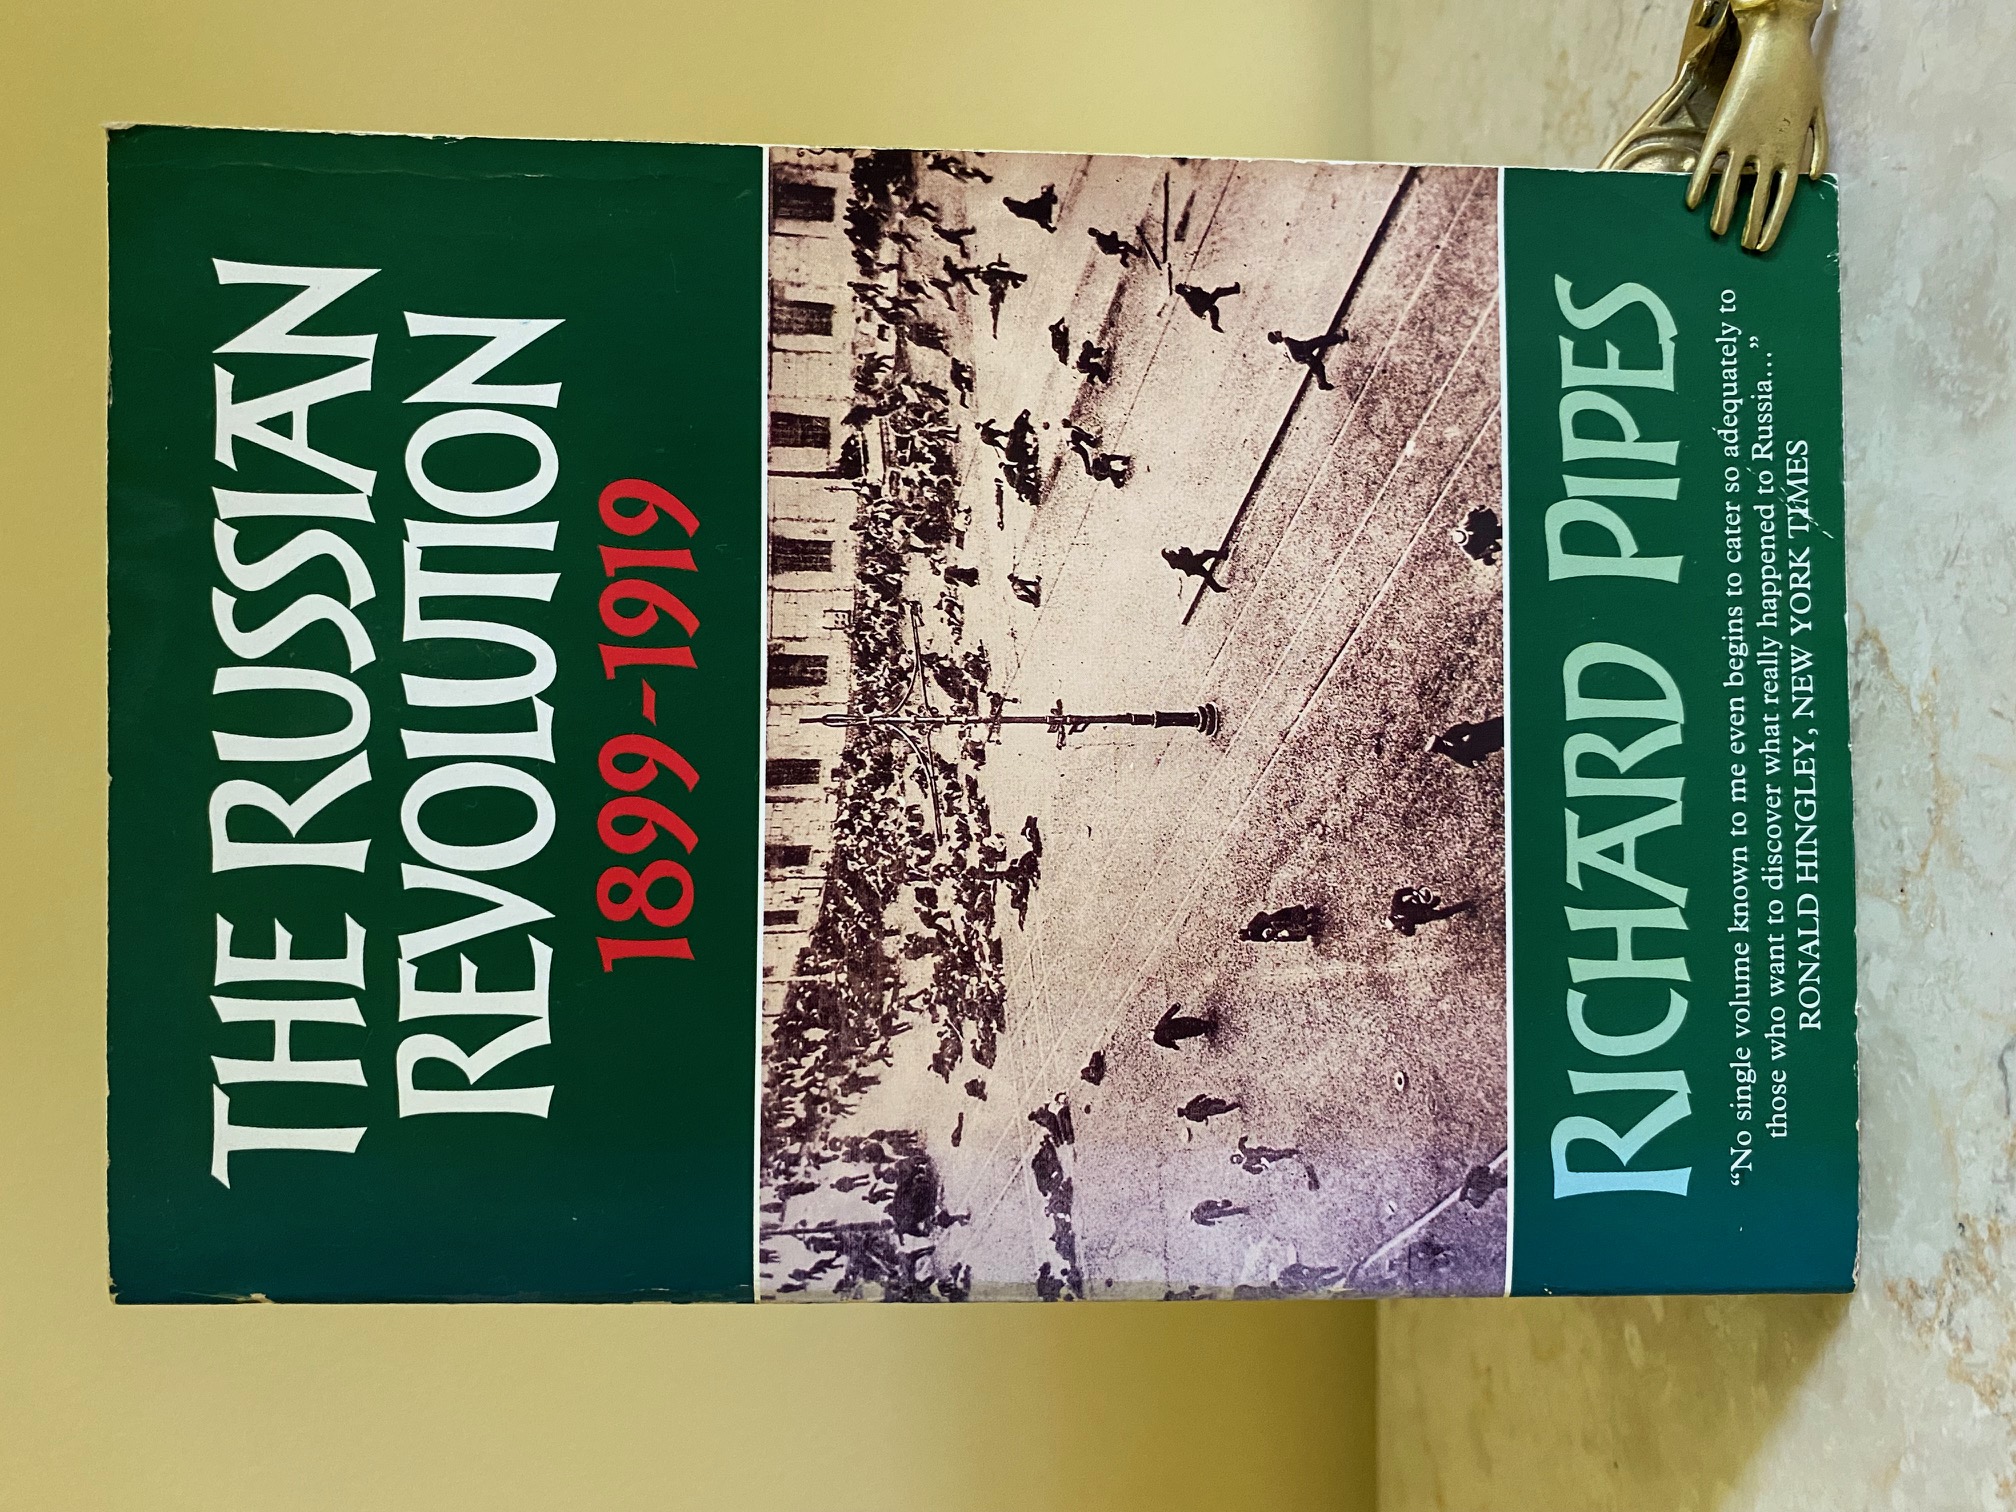 THE RUSSIAN
REVOLUTION
1899-1919
RICHARD PIPES
“No single volume known to me even begins to cater so adequately to
those who want to discover what really happened to Russia...”
RONALD HINGLEY, NEW YORK TIMES